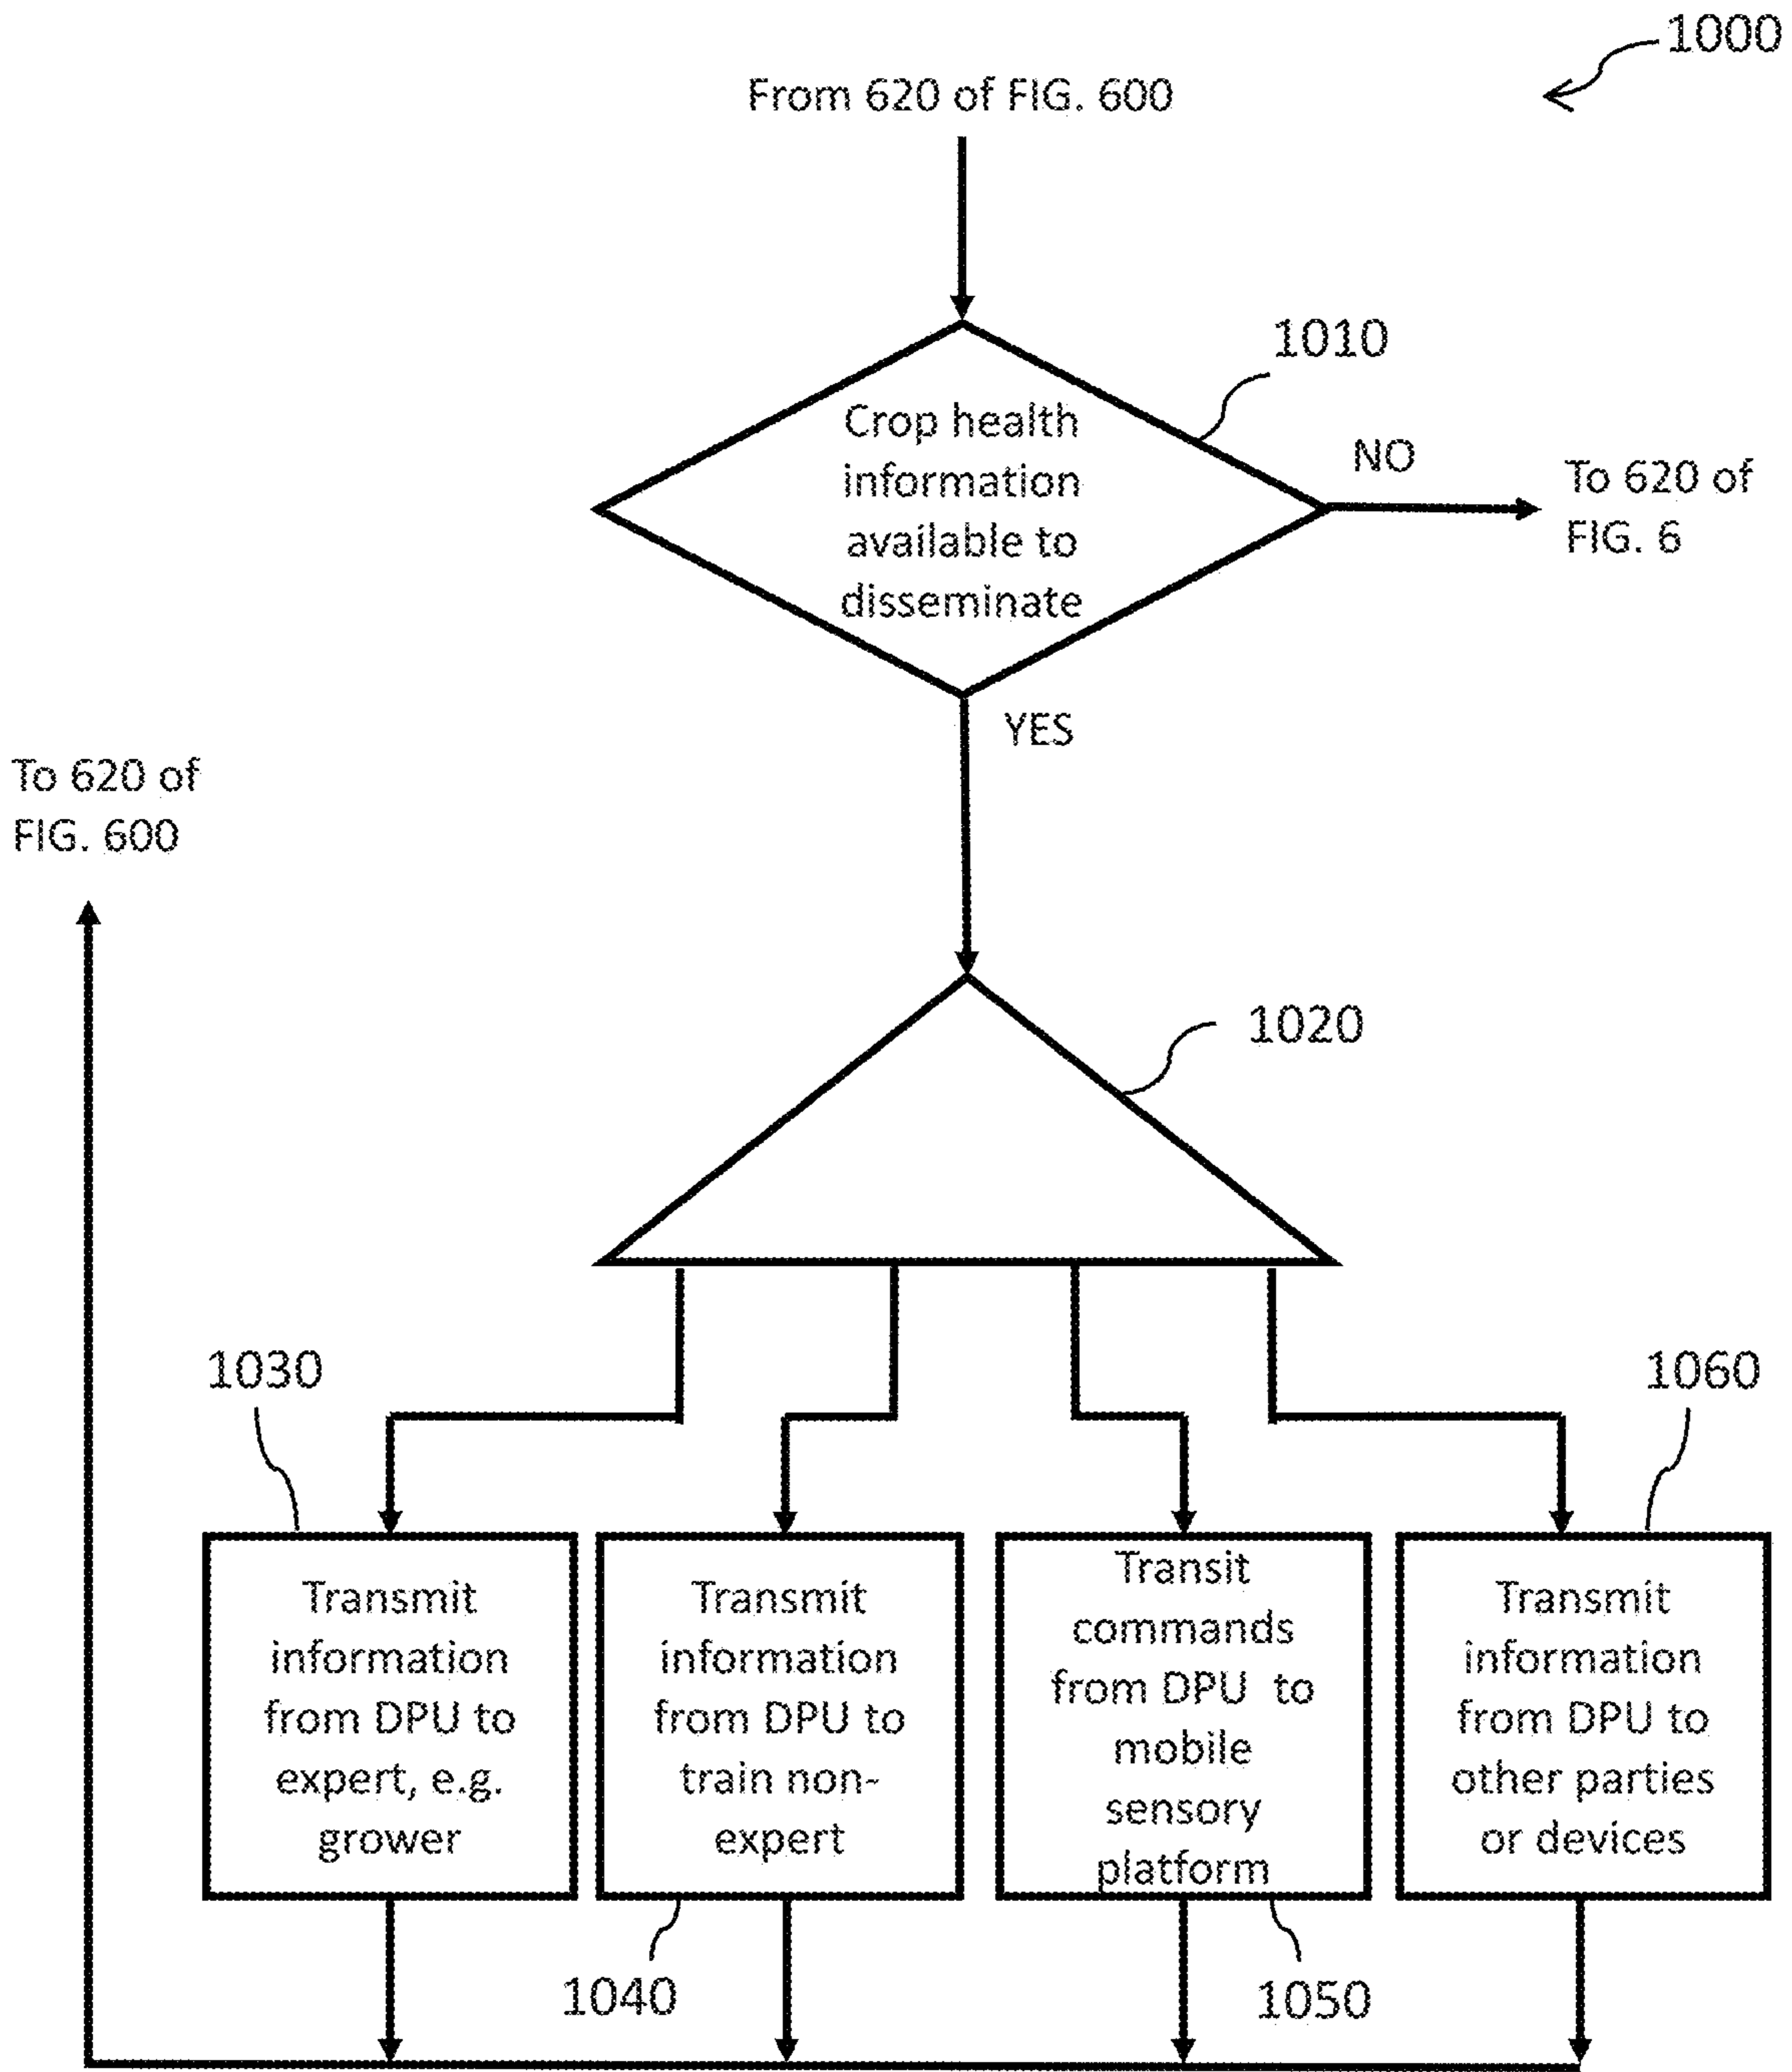 1000
From 620 of FIG. 600
1010
Crop health
information
available to
disseminate
NO
To 620 of
FIG. 6
YES
To 620 of
FIG. 600
1020
1030
1060
Transmit
information
from DPU to
expert, e.g.
grower
Transmit
information
from DPU to
train non-
expert
Transit
commands
from DPU to
mobile
sensory
platform
Transmit
information
from DPU to
other parties
or devices
1040
1050